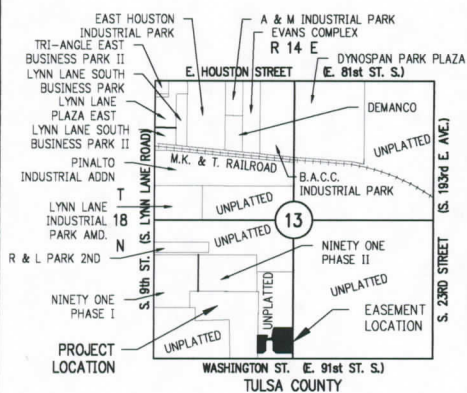 EAST HOUSTON
INDUSTRIAL PARK
A & M INDUSTRIAL PARK
EVANS COMPLEX
R 14 E
TRI-ANGLE EAST
BUSINESS PARK II
E. HOUSTON STREET
(E. 81st ST. S.)
DYNOSPAN PARK PLAZA
LYNN LANE SOUTH
BUSINESS PARK
LYNN LANE
PLAZA EAST
LYNN LANE SOUTH
BUSINESS PARK II
DEMANCO
UNPLATTED
M.K. & T. RAILROAD
PINALTO
INDUSTRIAL ADDN
B.A.C.C.
INDUSTRIAL PARK
T
18
N
LYNN LANE
INDUSTRIAL
PARK AMD.
UNPLATTED
13
S. 9th ST. (S. LYNN LANE ROAD)
(S. 193rd E. AVE.)
S. 23RD STREET
R & L PARK 2ND
UNPLATTED
NINETY ONE
PHASE II
UNPLATTED
NINETY ONE
PHASE I
UNPLATTED
EASEMENT
LOCATION
UNPLATTED
PROJECT
LOCATION
WASHINGTON ST. (E. 91st ST. S.)
TULSA COUNTY